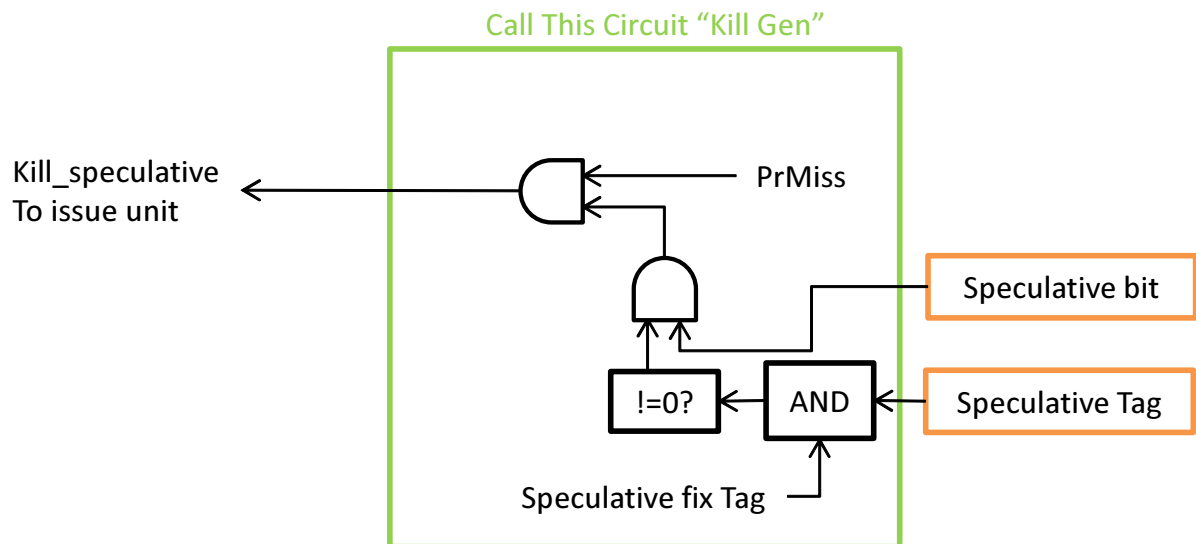 Call This Circuit “Kill Gen”
Kill_speculative
To issue unit
PrMiss
Speculative bit
!=0?
AND
Speculative Tag
Speculative fix Tag